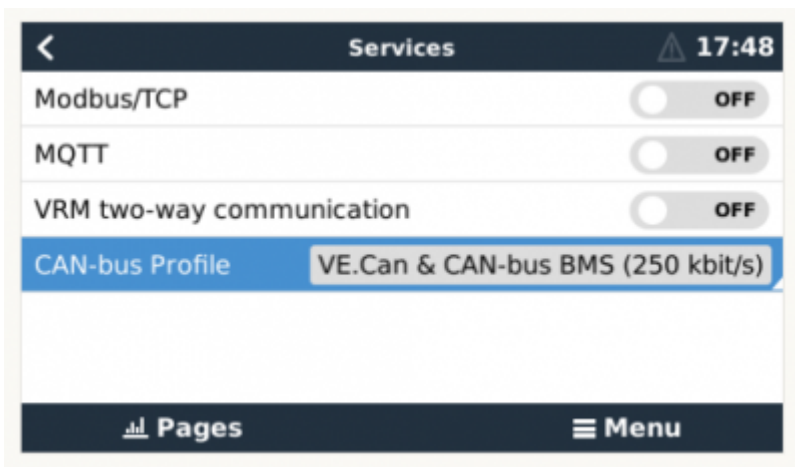 Services 17:48
Modbus/TCP OFF
MQTT OFF
VRM two-way communication OFF
CAN-bus Profile VE.Can & CAN-bus BMS (250 kbit/s)
Pages Menu